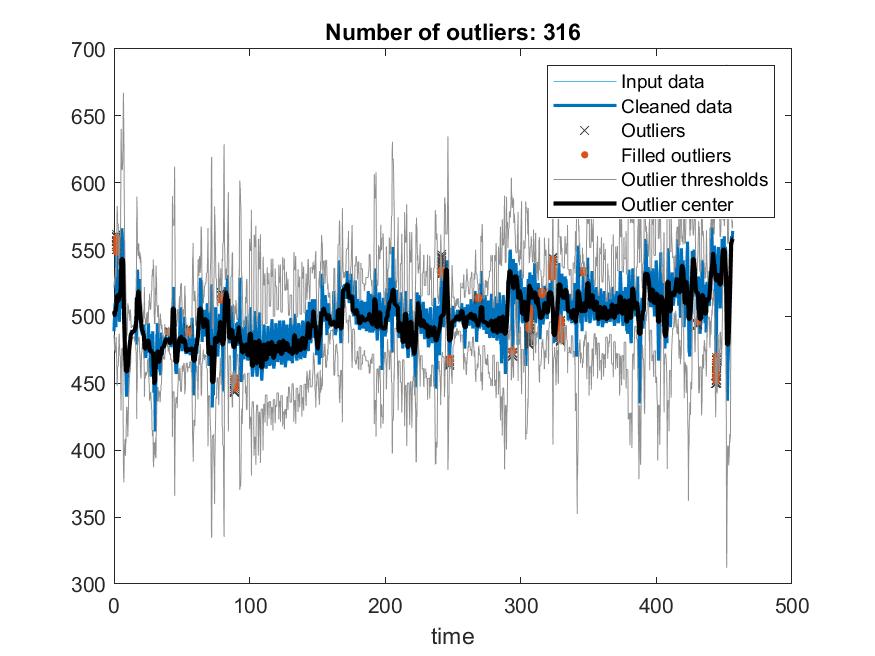 Number of outliers: 316
700
650
600
550
500
450
400
350
300
Input data
Cleaned data
Outliers
Filled outliers
Outlier thresholds
Outlier center
0 100 200 300 400 500
time